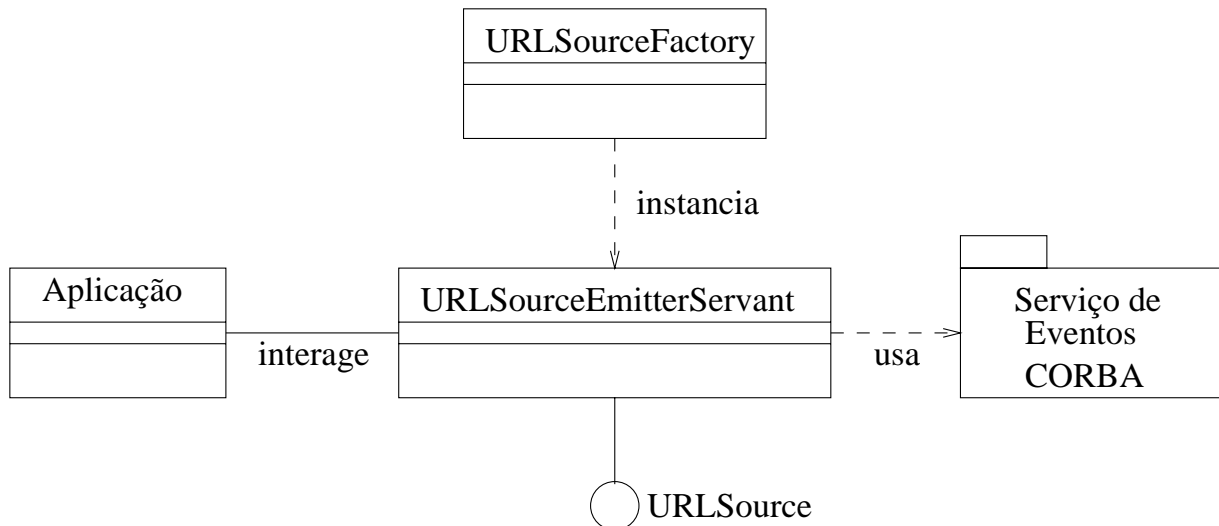 URLSourceFactory
instancia
Aplicação
URLSourceEmitterServant
Serviço de
Eventos
CORBA
interage
usa
URLSource